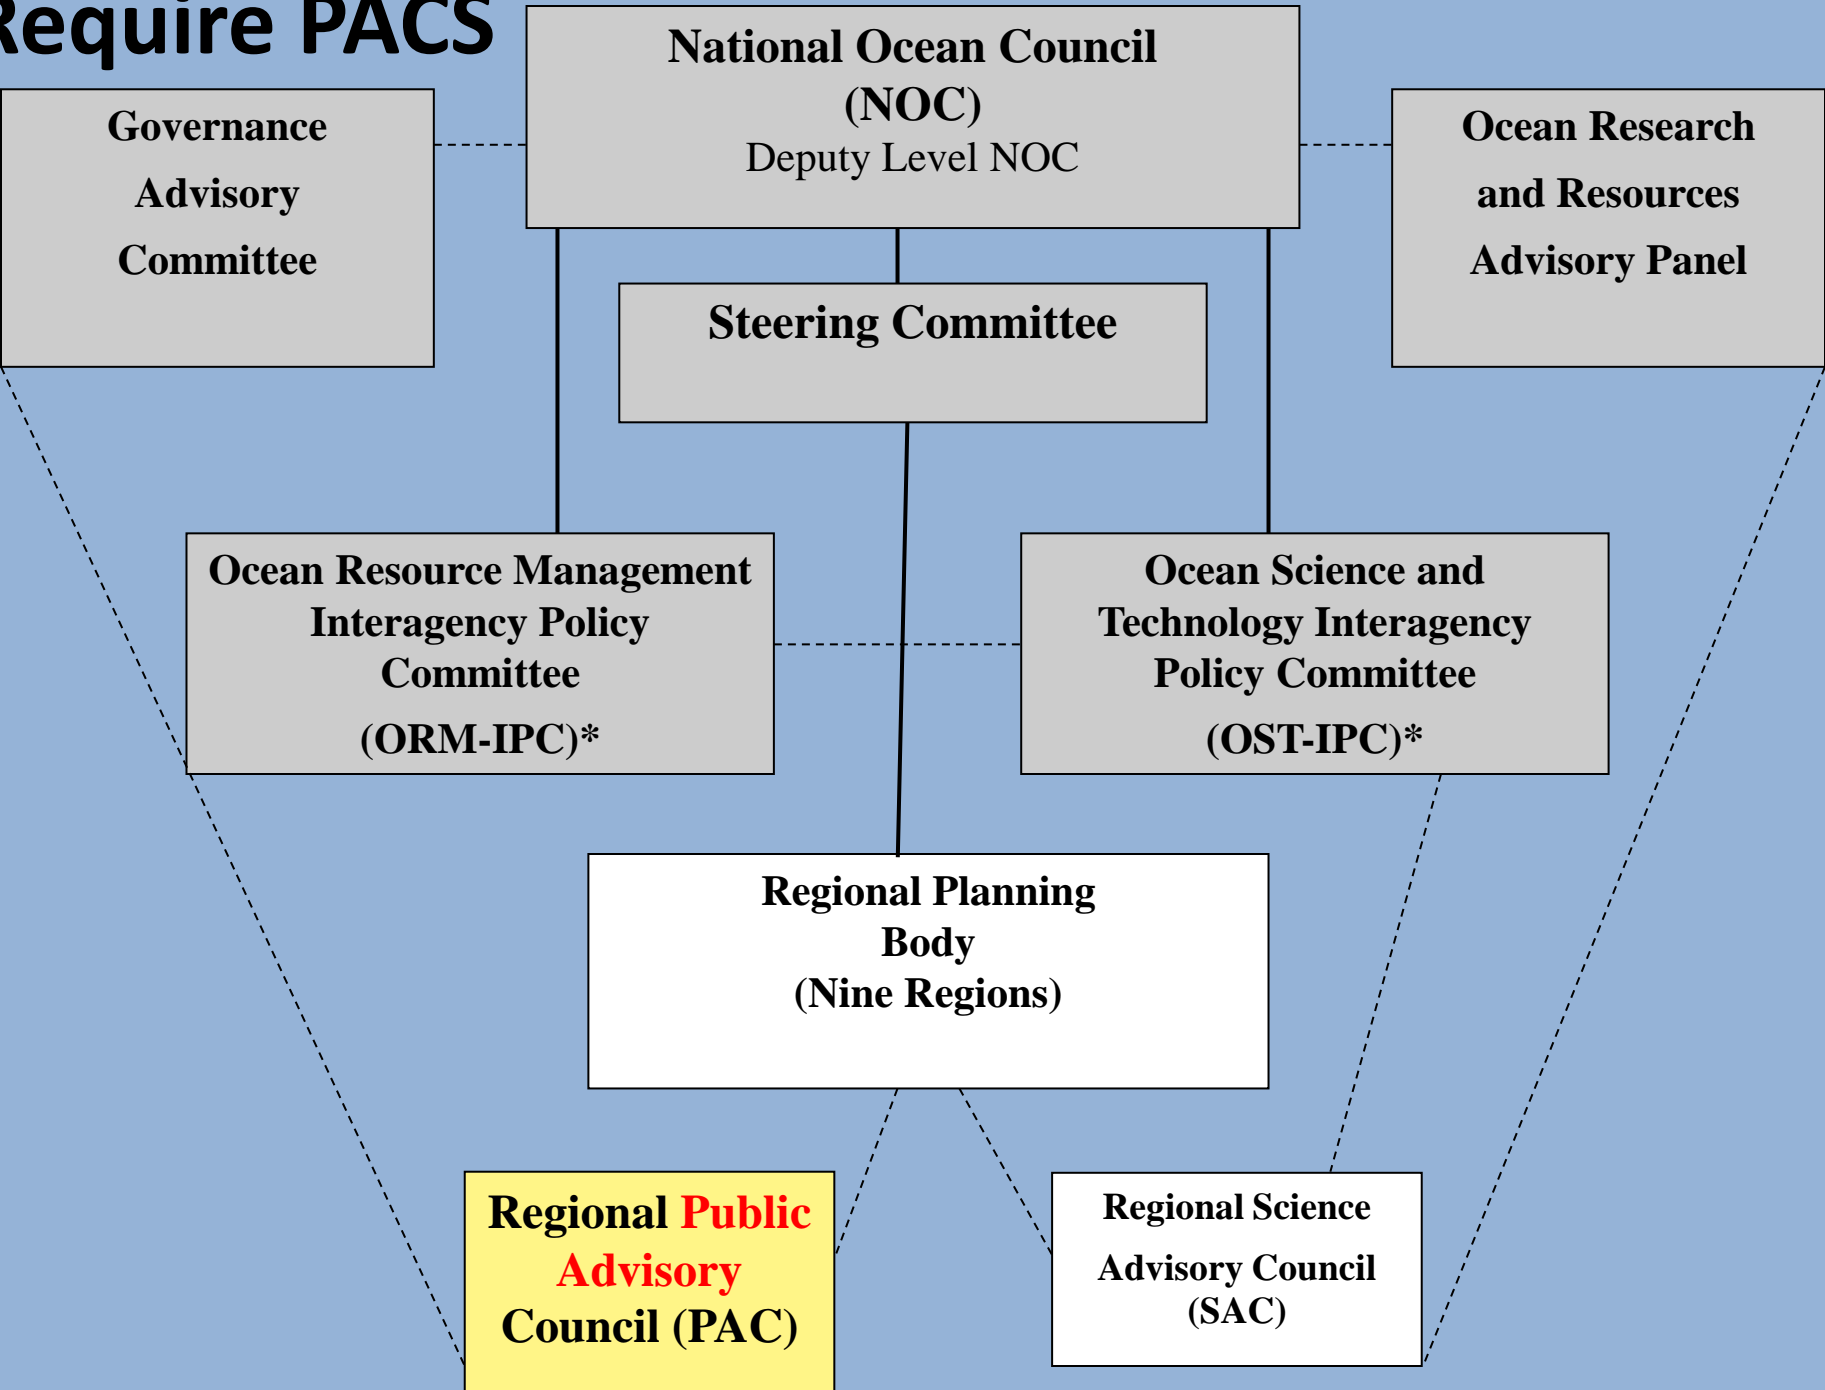 Require PACS
National Ocean Council
(NOC)
Deputy Level NOC
Governance
Advisory
Committee
Ocean Research
and Resources
Advisory Panel
Steering Committee
Ocean Resource Management
Interagency Policy
Committee
(ORM-IPC)*
Ocean Science and
Technology Interagency
Policy Committee
(OST-IPC)*
Regional Planning
Body
(Nine Regions)
Regional Public
Advisory
Council (PAC)
Regional Science
Advisory Council
(SAC)